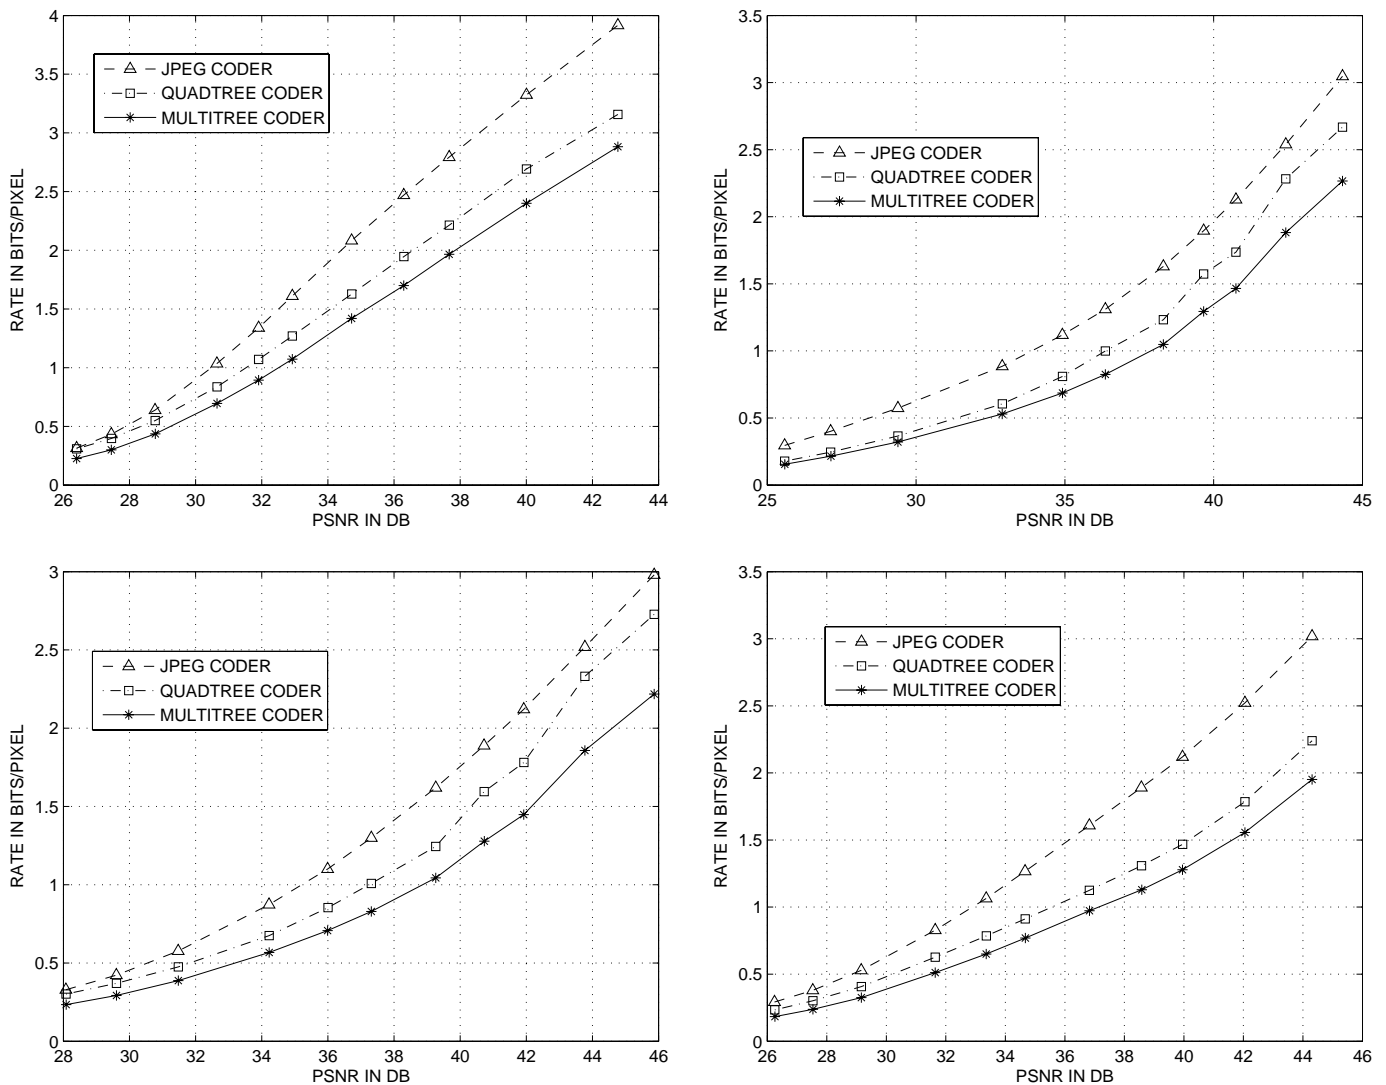 4
3.5
3
2.5
2
1.5
1
0.5
0
26 28 30 32 34 36 38 40 42 44
RATE IN BITS/PIXEL
PSNR IN DB
JPEG CODER
QUADTREE CODER
MULTITREE CODER
3.5
3
2.5
2
1.5
1
0.5
0
25 30 35 40 45
RATE IN BITS/PIXEL
PSNR IN DB
JPEG CODER
QUADTREE CODER
MULTITREE CODER
3
2.5
2
1.5
1
0.5
0
28 30 32 34 36 38 40 42 44 46
RATE IN BITS/PIXEL
PSNR IN DB
JPEG CODER
QUADTREE CODER
MULTITREE CODER
3.5
3
2.5
2
1.5
1
0.5
0
26 28 30 32 34 36 38 40 42 44 46
RATE IN BITS/PIXEL
PSNR IN DB
JPEG CODER
QUADTREE CODER
MULTITREE CODER